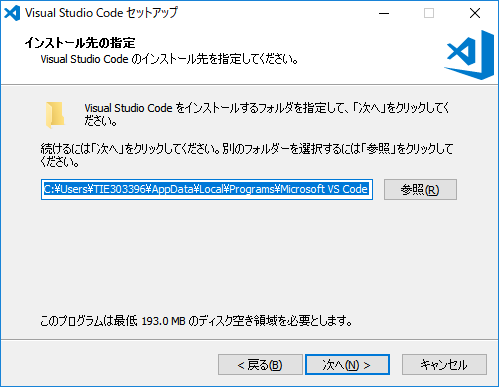 Visual Studio Code セットアップ
インストール先の指定
Visual Studio Code のインストール先を指定してください。
Visual Studio Code をインストールするフォルダを指定して、「次へ」をクリックしてく
ださい。
続けるには「次へ」をクリックしてください。別のフォルダーを選択するには「参照」をクリックして
ください。
C:¥Users¥TIE303396¥AppData¥Local¥Programs¥Microsoft VS Code
参照(R)
このプログラムは最低 193.0 MB のディスク空き領域を必要とします。
< 戻る(B)
次へ(N) >
キャンセル